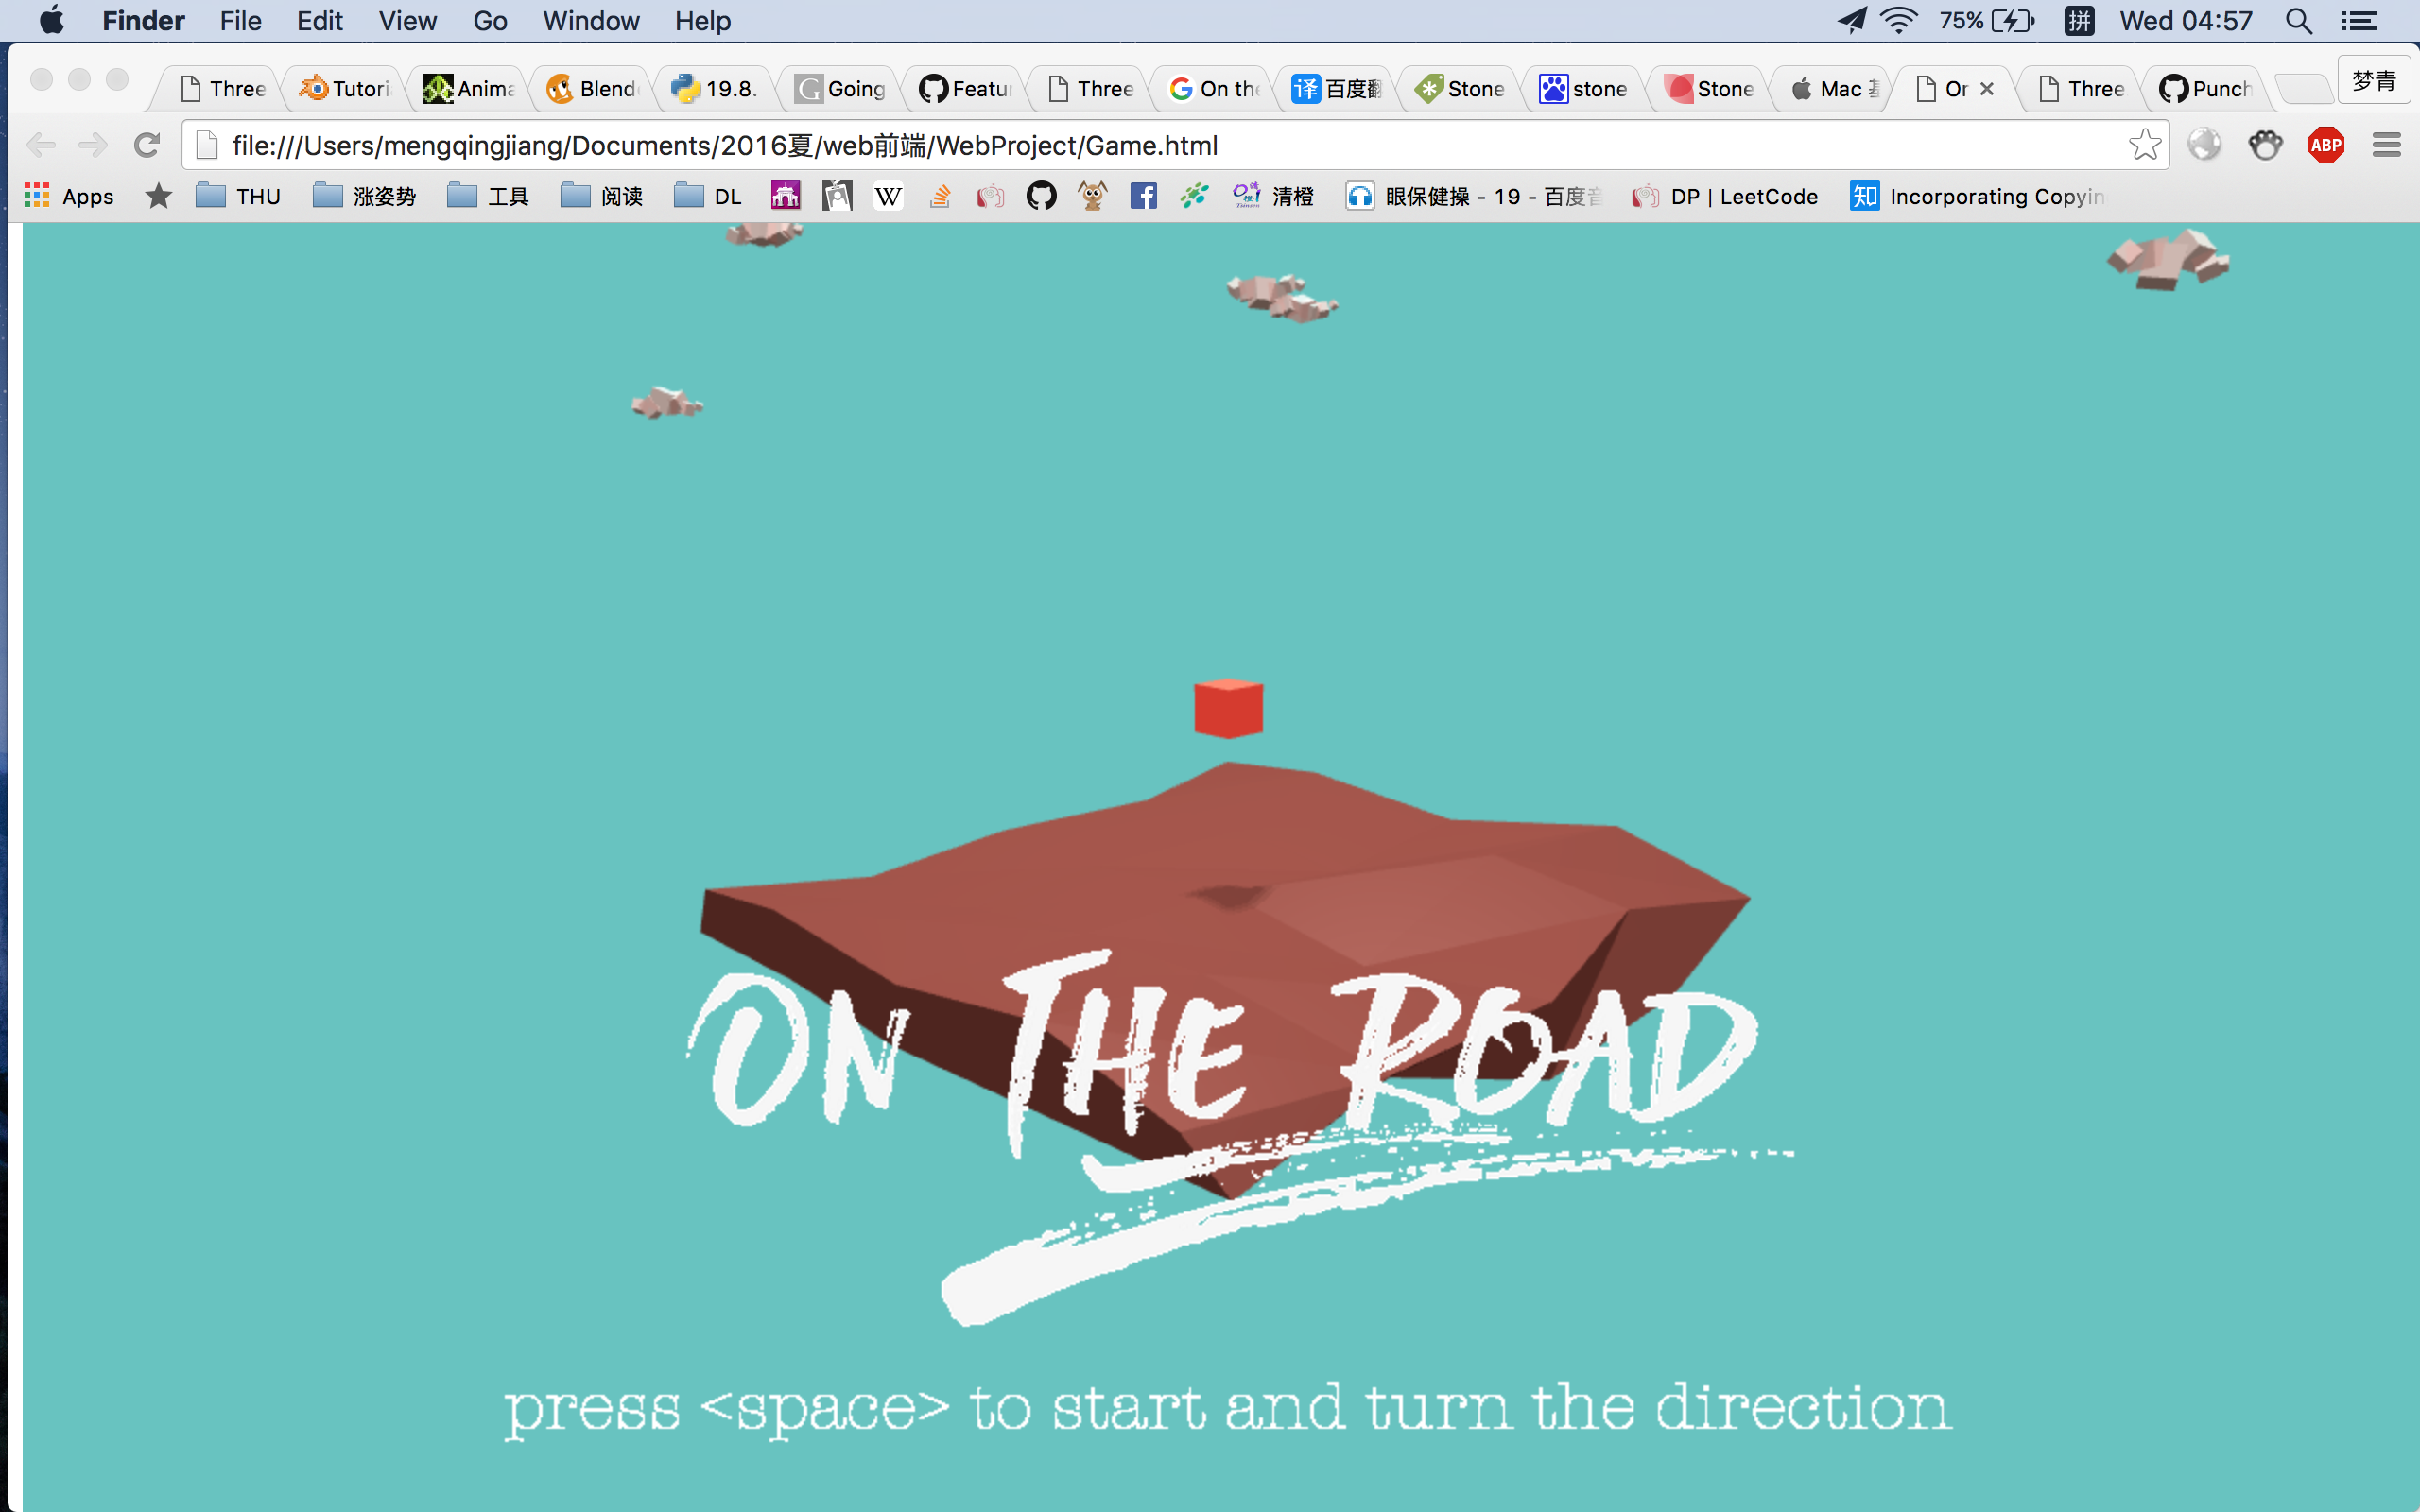 Finder File Edit View Go Window Help 75% 拼 Wed 04:57
Three Tutori Anima Blend 19.8. Going Featu Three On th 百度翻 Stone stone Stone Mac Or Three Punch 梦青
file:///Users/mengqingjiang/Documents/2016夏/web前端/WebProject/Game.html ABP
Apps THU 涨姿势 工具 阅读 DL W 清橙 眼保健操 - 19 - 百度音 DP | LeetCode 知 Incorporating Copyin
ON THE ROAD
press <space> to start and turn the direction